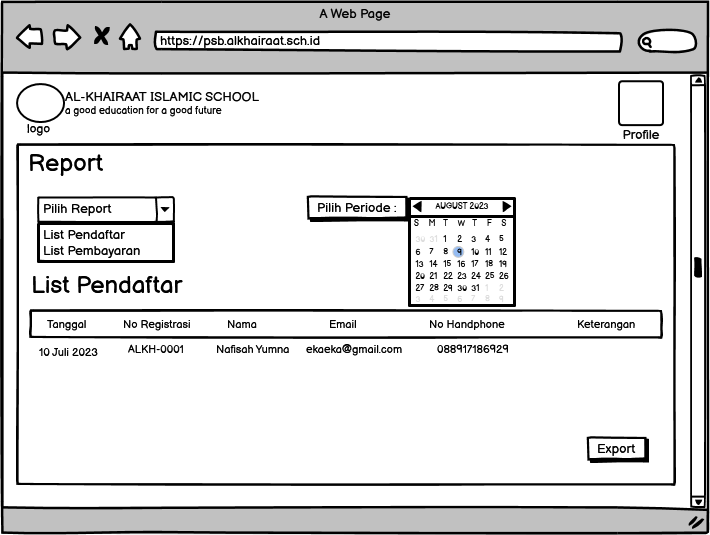 A Web Page
https://psb.alkhairaat.sch.id
AL-KHAIRAAT ISLAMIC SCHOOL
a good education for a good future
logo
Profile
Report
Pilih Report
List Pendaftar
List Pembayaran
Pilih Periode :
AUGUST 2023
S M T W T F S
30 31 1 2 3 4 5
6 7 8 9 10 11 12
13 14 15 16 17 18 19
20 21 22 23 24 25 26
27 28 29 30 31 1 2
3 4 5 6 7 8 9
List Pendaftar
Tanggal No Registrasi Nama Email No Handphone Keterangan
10 Juli 2023 ALKH-0001 Nafisah Yumna ekaeka@gmail.com 088917186929
Export